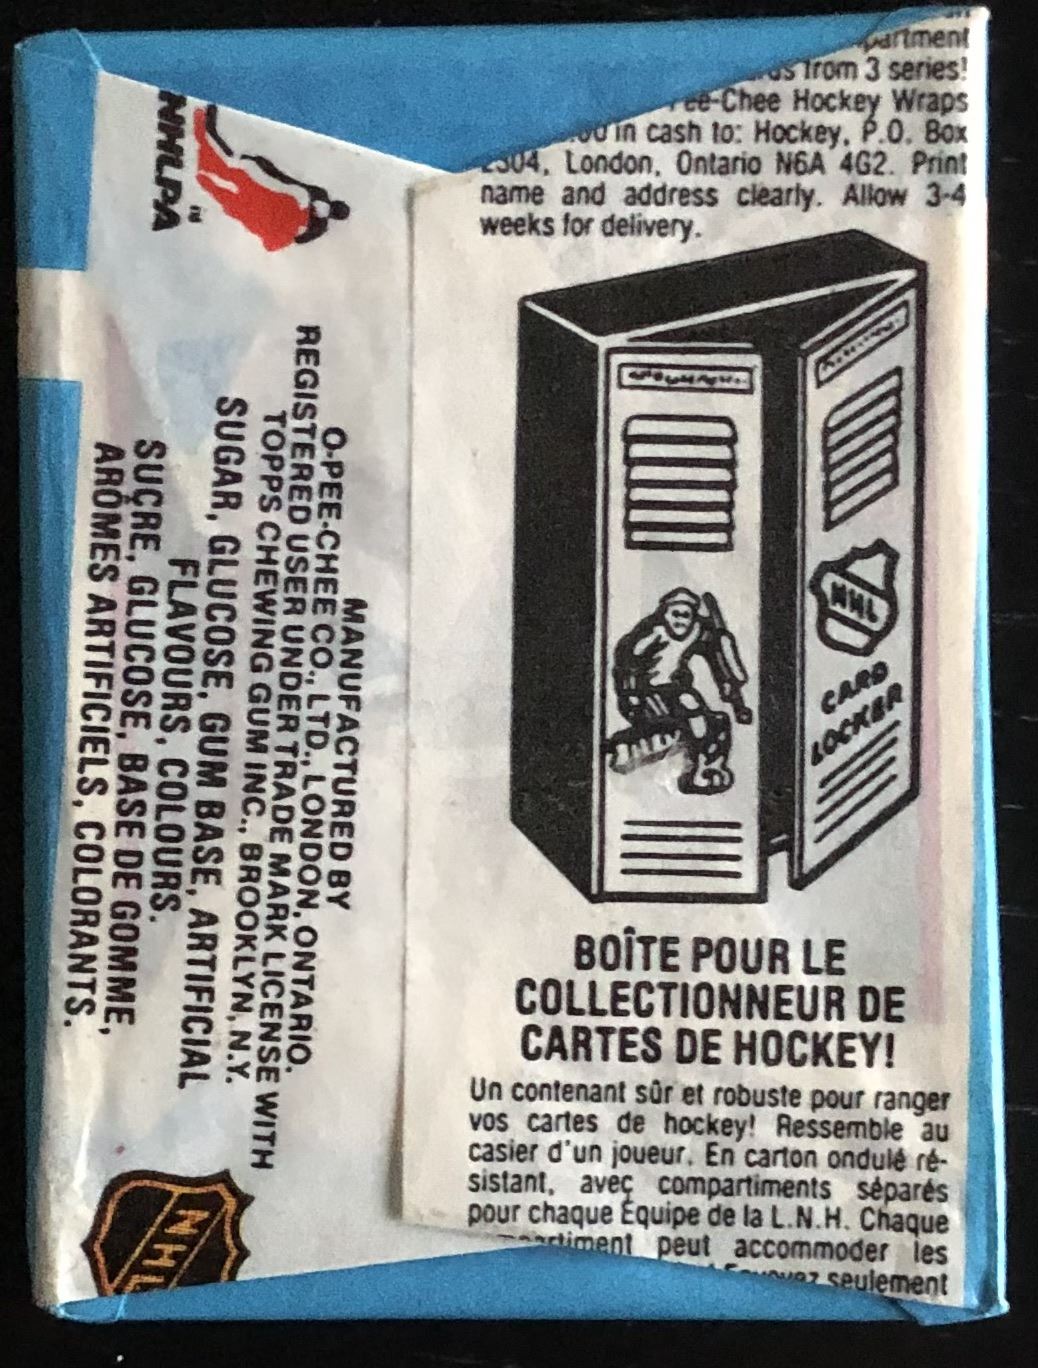 partment
from 3 series!
Hockey Wraps
in cash to: Hockey, P.O. Box
London, Ontario N6A 4G2. Print
name and address clearly. Allow 3-4
weeks for delivery.
NHL
CARD
LOCKER
BOÎTE POUR LE
COLLECTIONNEUR DE
CARTES DE HOCKEY!
Un contenant sûr et robuste pour ranger
vos cartes de hockey! Ressemble au
casier d'un joueur. En carton ondulé ré-
sistant, avec compartiments séparés
pour chaque Équipe de la L.N.H. Chaque
peut accommoder les
seulement
NHLPA
TM
MANUFACTURED BY
O-PEE-CHEE CO., LTD., LONDON, ONTARIO.
REGISTERED USER UNDER TRADE MARK LICENSE WITH
TOPPS CHEWING GUM INC., BROOKLYN, N.Y.
SUGAR, GLUCOSE, GUM BASE, ARTIFICIAL
FLAVOURS, COLOURS.
SUCRE, GLUCOSE, BASE DE GOMME,
ARÔMES ARTIFICIELS, COLORANTS.
NHL